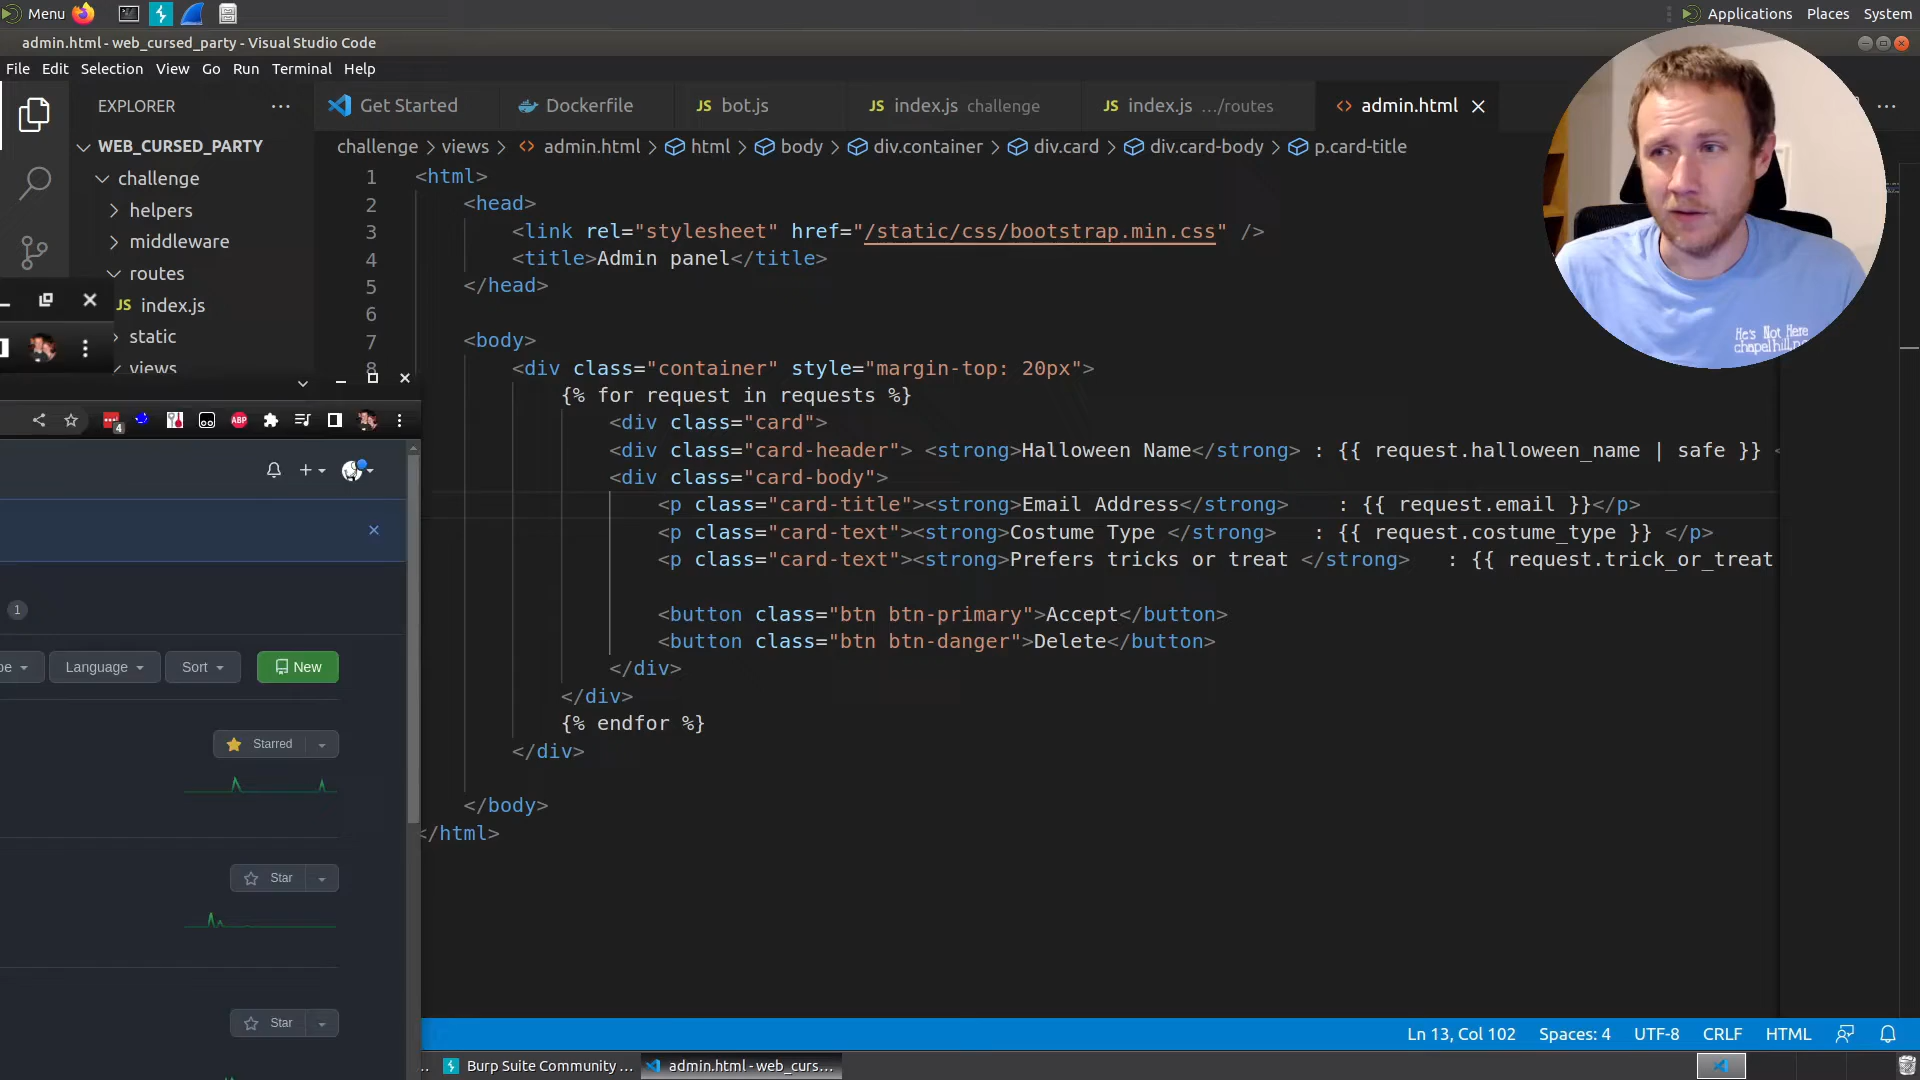 Menu
Applications Places System
admin.html - web_cursed_party - Visual Studio Code
File Edit Selection View Go Run Terminal Help
EXPLORER
Get Started Dockerfile JS bot.js JS index.js challenge JS index.js .../routes admin.html
WEB_CURSED_PARTY
challenge > views > admin.html > html > body > div.container > div.card > div.card-body > p.card-title
challenge
helpers
middleware
routes
JS index.js
static
views
1 <html>
2 <head>
3 <link rel="stylesheet" href="/static/css/bootstrap.min.css" />
4 <title>Admin panel</title>
5 </head>
6
7 <body>
8 <div class="container" style="margin-top: 20px">
{% for request in requests %}
<div class="card">
<div class="card-header"> <strong>Halloween Name</strong> : {{ request.halloween_name | safe }} <
<div class="card-body">
<p class="card-title"><strong>Email Address</strong> : {{ request.email }}</p>
<p class="card-text"><strong>Costume Type </strong> : {{ request.costume_type }} </p>
<p class="card-text"><strong>Prefers tricks or treat </strong> : {{ request.trick_or_treat
<button class="btn btn-primary">Accept</button>
<button class="btn btn-danger">Delete</button>
</div>
</div>
{% endfor %}
</div>
</body>
</html>
4
ABP
1
Language Sort New
Starred
Star
Star
He's Not Here
Ln 13, Col 102 Spaces: 4 UTF-8 CRLF HTML
Burp Suite Community ... admin.html - web_curs...